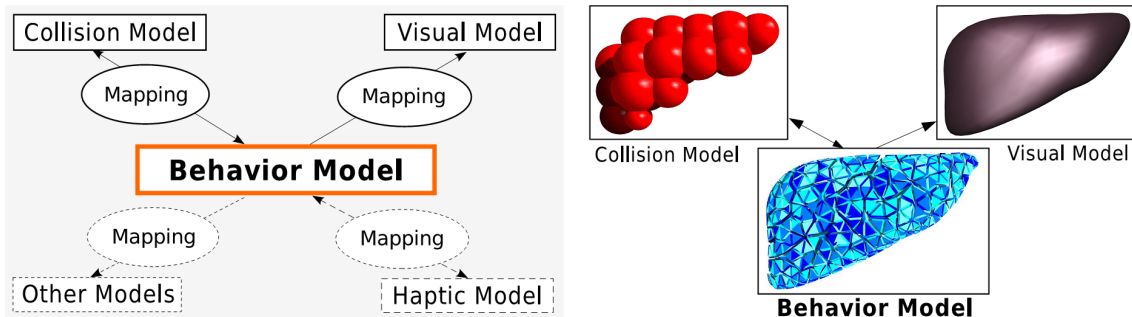 Collision Model
Visual Model
Mapping
Mapping
Behavior Model
Mapping
Mapping
Other Models
Haptic Model
Collision Model
Visual Model
Behavior Model